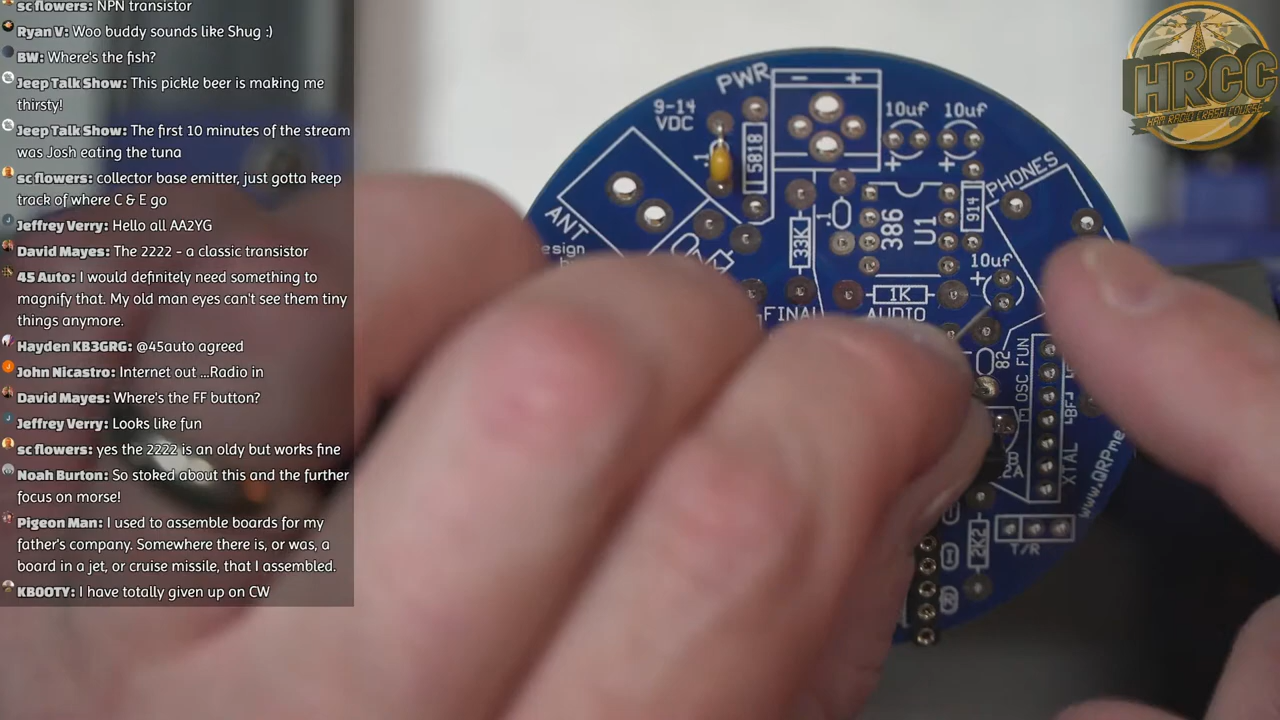 sc flowers: NPN transistor
Ryan V: Woo buddy sounds like Shug :)
BW: Where's the fish?
Jeep Talk Show: This pickle beer is making me
thirsty!
Jeep Talk Show: The first 10 minutes of the stream
was Josh eating the tuna
sc flowers: collector base emitter, just gotta keep
track of where C & E go
Jeffrey Verry: Hello all AA2YG
David Mayes: The 2222 - a classic transistor
45 Auto: I would definitely need something to
magnify that. My old man eyes can't see them tiny
things anymore.
Hayden KB3GRG: @45auto agreed
John Nicastro: Internet out ...Radio in
David Mayes: Where's the FF button?
Jeffrey Verry: Looks like fun
sc flowers: yes the 2222 is an oldy but works fine
Noah Burton: So stoked about this and the further
focus on morse!
Pigeon Man: I used to assemble boards for my
father's company. Somewhere there is, or was, a
board in a jet, or cruise missile, that I assembled.
KBOOTY: I have totally given up on CW
PWR
- +
9-14
VDC
.1
5818
10uf
10uf
+
+
ANT
esign
33K
.1
386
U1
914
PHONES
10uf
+
1K
FINAL
AUDIO
82
OSC FUN
XTAL
www.QRPme
2K2
T/R
HRCC
HAM RADIO CRASH COURSE